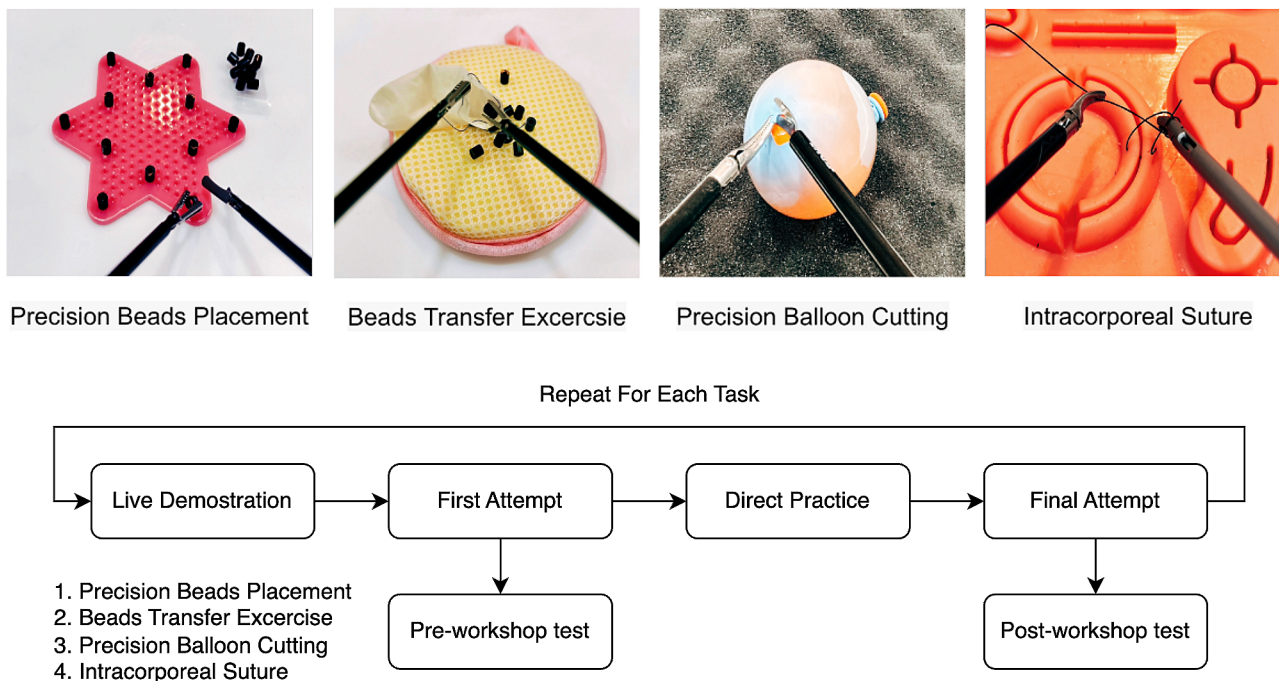 Precision Beads Placement
Beads Transfer Excercsie
Precision Balloon Cutting
Intracorporeal Suture
Repeat For Each Task
Live Demostration
First Attempt
Direct Practice
Final Attempt
1. Precision Beads Placement
2. Beads Transfer Excercise
3. Precision Balloon Cutting
4. Intracorporeal Suture
Pre-workshop test
Post-workshop test